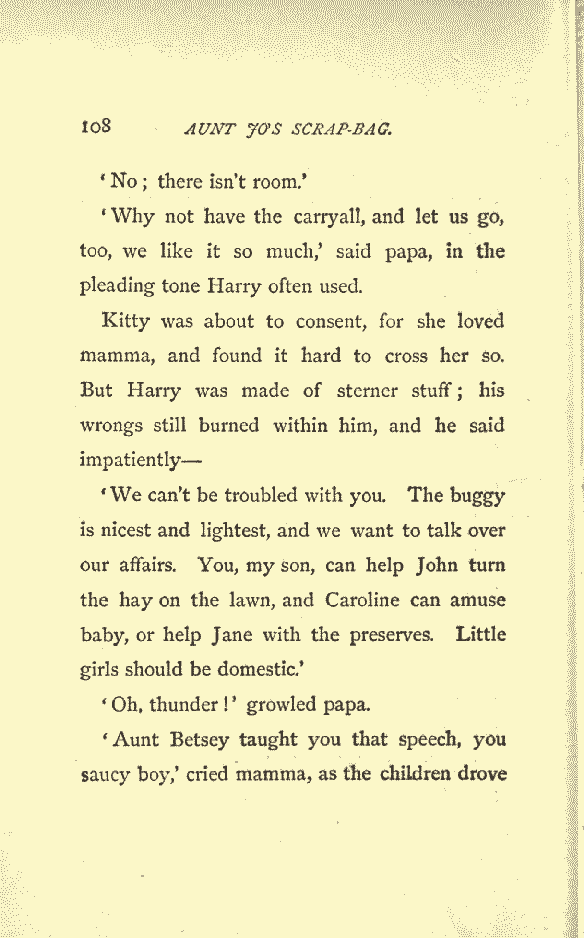 108 AUNT JO'S SCRAP-BAG.
'No; there isn't room.'
'Why not have the carryall, and let us go,
too, we like it so much,' said papa, in the
pleading tone Harry often used.
Kitty was about to consent, for she loved
mamma, and found it hard to cross her so.
But Harry was made of sterner stuff; his
wrongs still burned within him, and he said
impatiently—
'We can't be troubled with you. The buggy
is nicest and lightest, and we want to talk over
our affairs. You, my son, can help John turn
the hay on the lawn, and Caroline can amuse
baby, or help Jane with the preserves. Little
girls should be domestic.'
'Oh, thunder!' growled papa.
'Aunt Betsey taught you that speech, you
saucy boy,' cried mamma, as the children drove